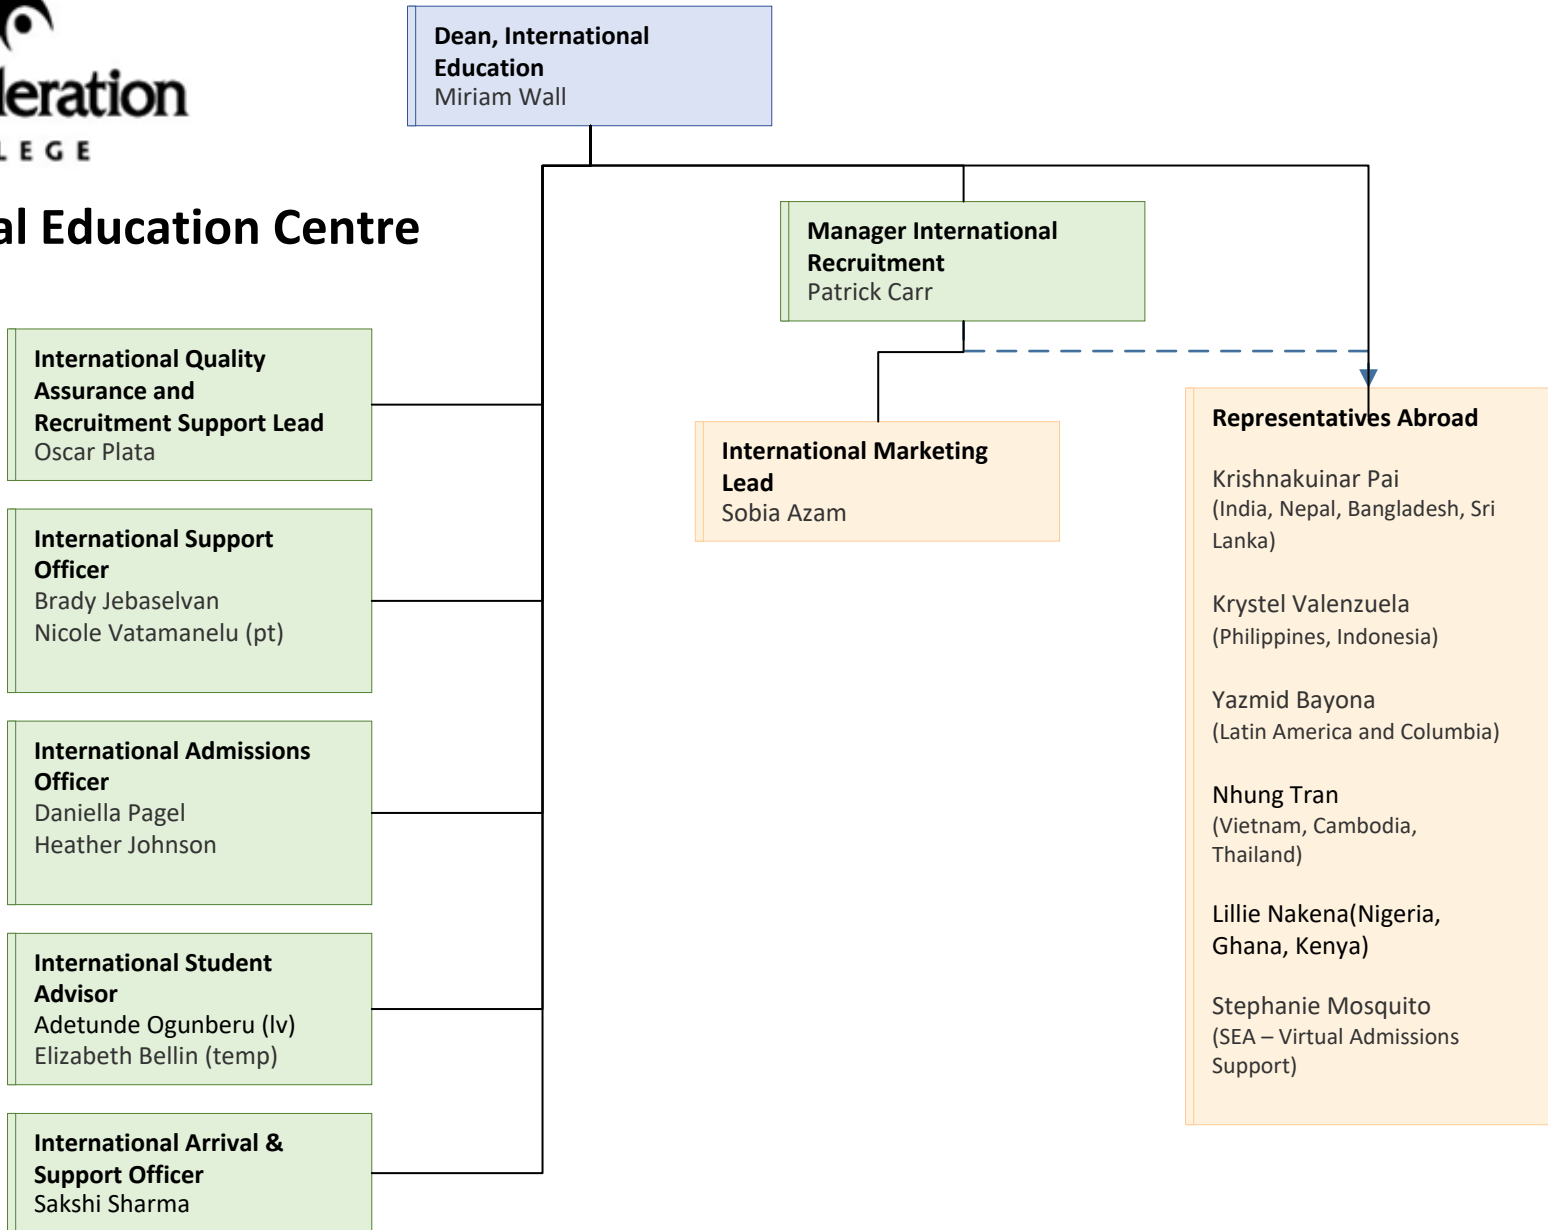 Dean, International
Education
Miriam Wall
leration
LEGE
al Education Centre
Manager International
Recruitment
Patrick Carr
International Quality
Assurance and
Recruitment Support Lead
Oscar Plata
International Support
Officer
Brady Jebaselvan
Nicole Vatamanelu (pt)
International Admissions
Officer
Daniella Pagel
Heather Johnson
International Student
Advisor
Adetunde Ogunberu (lv)
Elizabeth Bellin (temp)
International Arrival &
Support Officer
Sakshi Sharma
International Marketing
Lead
Sobia Azam
Representatives Abroad
Krishnakuinar Pai
(India, Nepal, Bangladesh, Sri
Lanka)
Krystel Valenzuela
(Philippines, Indonesia)
Yazmid Bayona
(Latin America and Columbia)
Nhung Tran
(Vietnam, Cambodia,
Thailand)
Lillie Nakena(Nigeria,
Ghana, Kenya)
Stephanie Mosquito
(SEA – Virtual Admissions
Support)